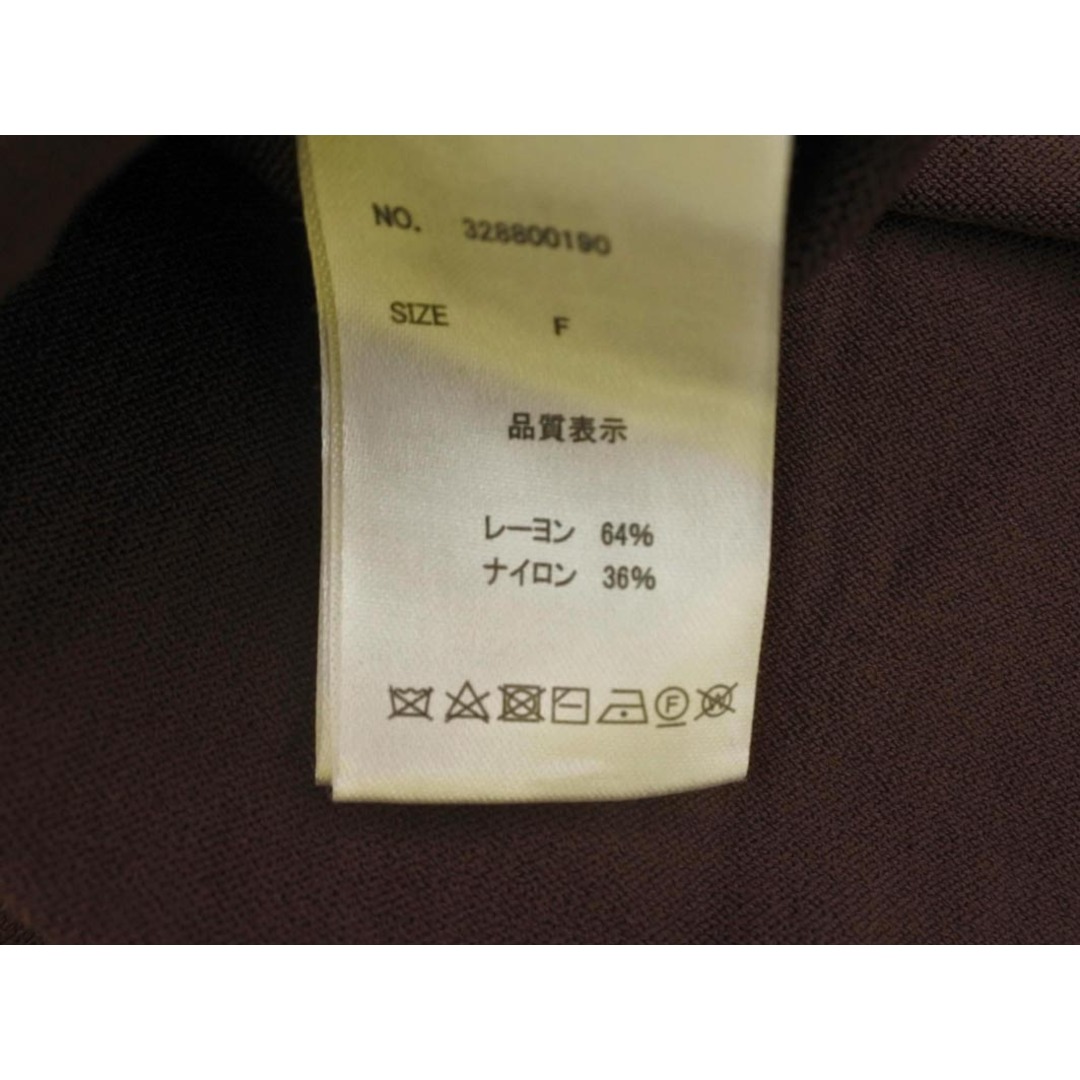 NO. 328800190
SIZE F
品質表示
レーヨン 64%
ナイロン 36%
F W